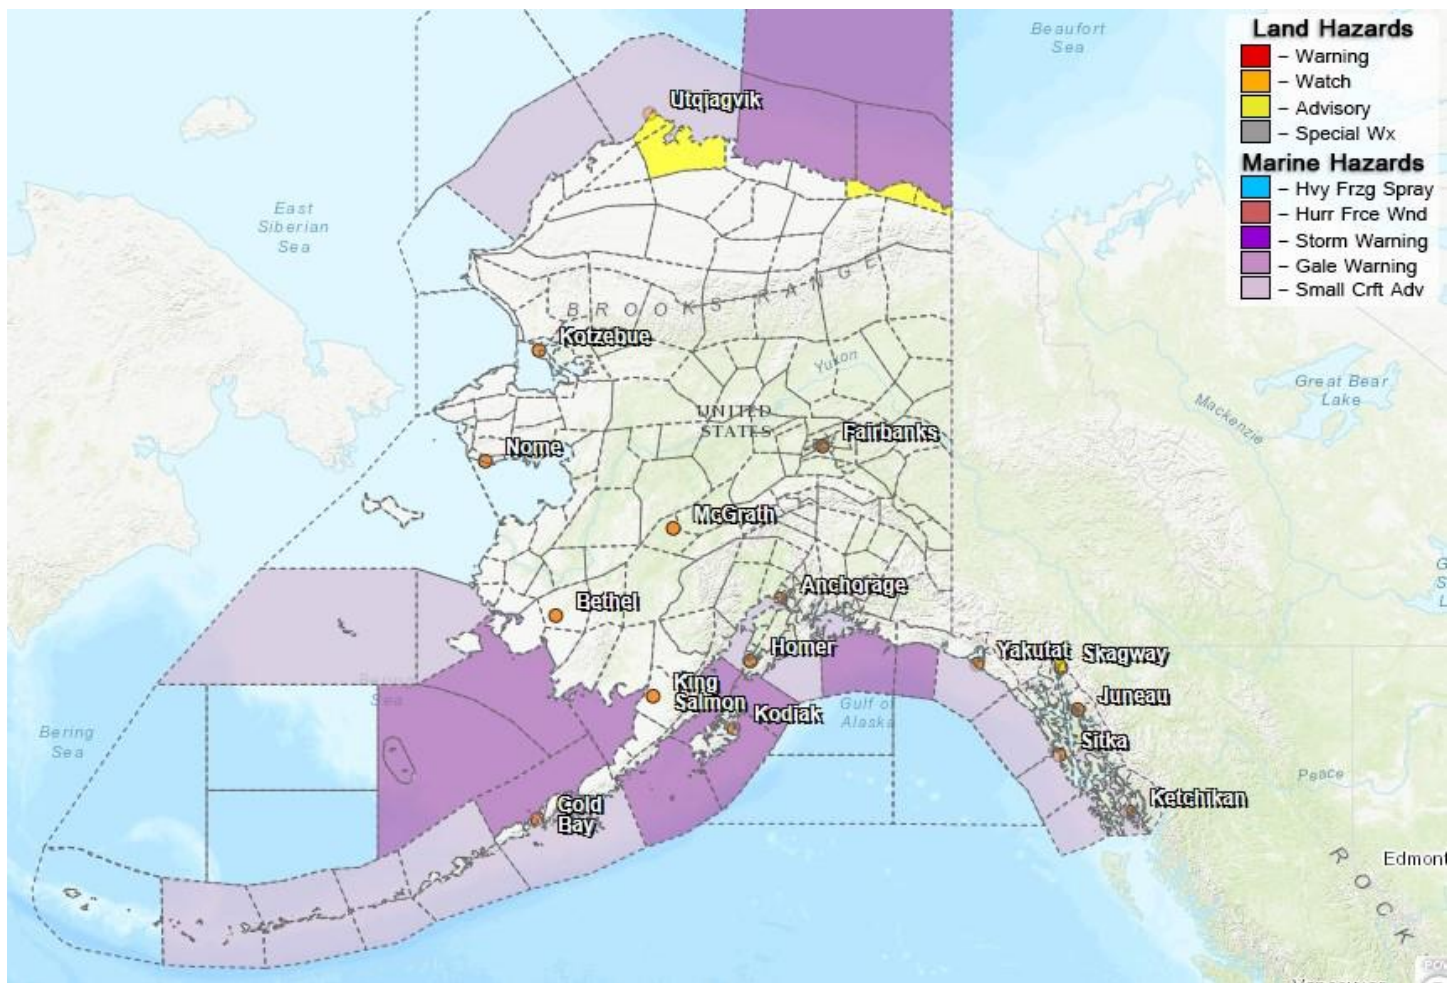 Land Hazards
– Warning
– Watch
– Advisory
– Special Wx
Marine Hazards
– Hvy Frzg Spray
– Hurr Frce Wnd
– Storm Warning
– Gale Warning
– Small Crft Adv
Beaufort
Sea
Utqiagvik
East
Siberian
Sea
BROOKS RANGE
Kotzebue
Yukon
Great Bear
Lake
Mackenzie
UNITED
STATES
Fairbanks
Nome
McGrath
Anchorage
Bethel
Homer
Yakutat
Skagway
King
Salmon
Juneau
Kodiak
Gulf of
Alaska
Sitka
Bering
Sea
Sea
Peace
Cold
Bay
Ketchikan
Edmont
ROCK